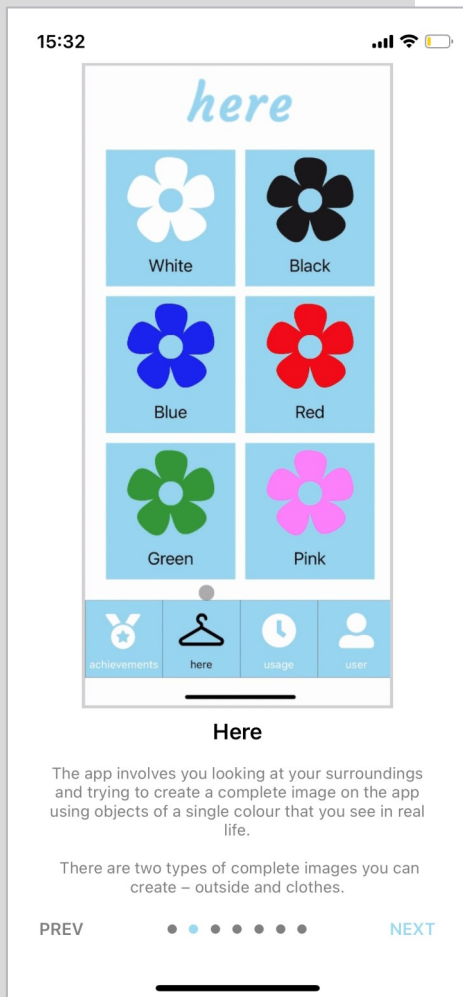 15:32
here
White
Black
Blue
Red
Green
Pink
achievements
here
usage
user
Here
The app involves you looking at your surroundings
and trying to create a complete image on the app
using objects of a single colour that you see in real
life.
There are two types of complete images you can
create – outside and clothes.
PREV
NEXT